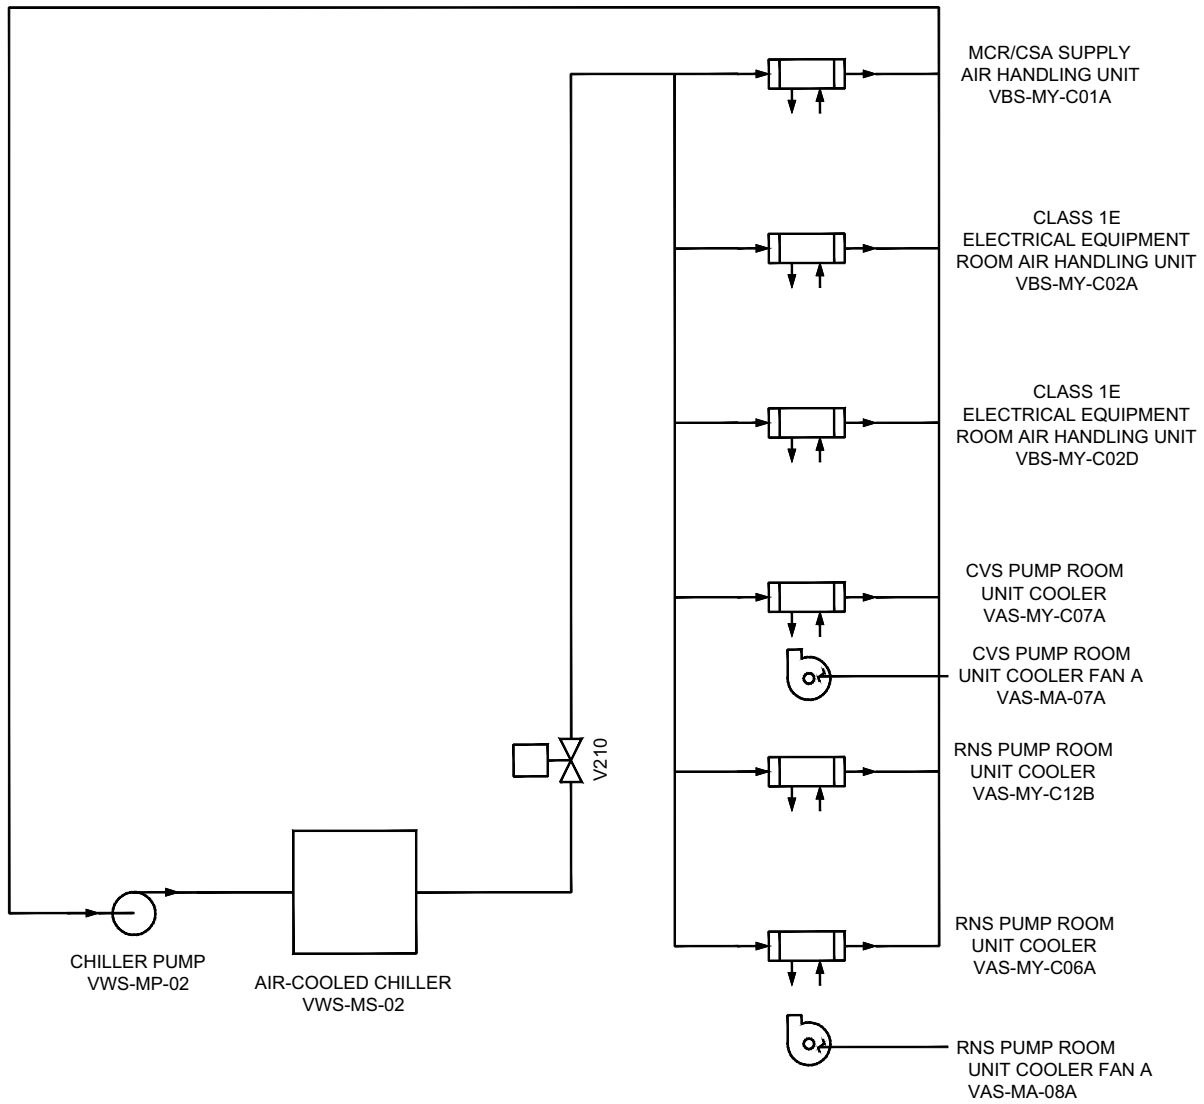 MCR/CSA SUPPLY
AIR HANDLING UNIT
VBS-MY-C01A
CLASS 1E
ELECTRICAL EQUIPMENT
ROOM AIR HANDLING UNIT
VBS-MY-C02A
CLASS 1E
ELECTRICAL EQUIPMENT
ROOM AIR HANDLING UNIT
VBS-MY-C02D
CVS PUMP ROOM
UNIT COOLER
VAS-MY-C07A
CVS PUMP ROOM
UNIT COOLER FAN A
VAS-MA-07A
V210
RNS PUMP ROOM
UNIT COOLER
VAS-MY-C12B
CHILLER PUMP
VWS-MP-02
AIR-COOLED CHILLER
VWS-MS-02
RNS PUMP ROOM
UNIT COOLER
VAS-MY-C06A
RNS PUMP ROOM
UNIT COOLER FAN A
VAS-MA-08A